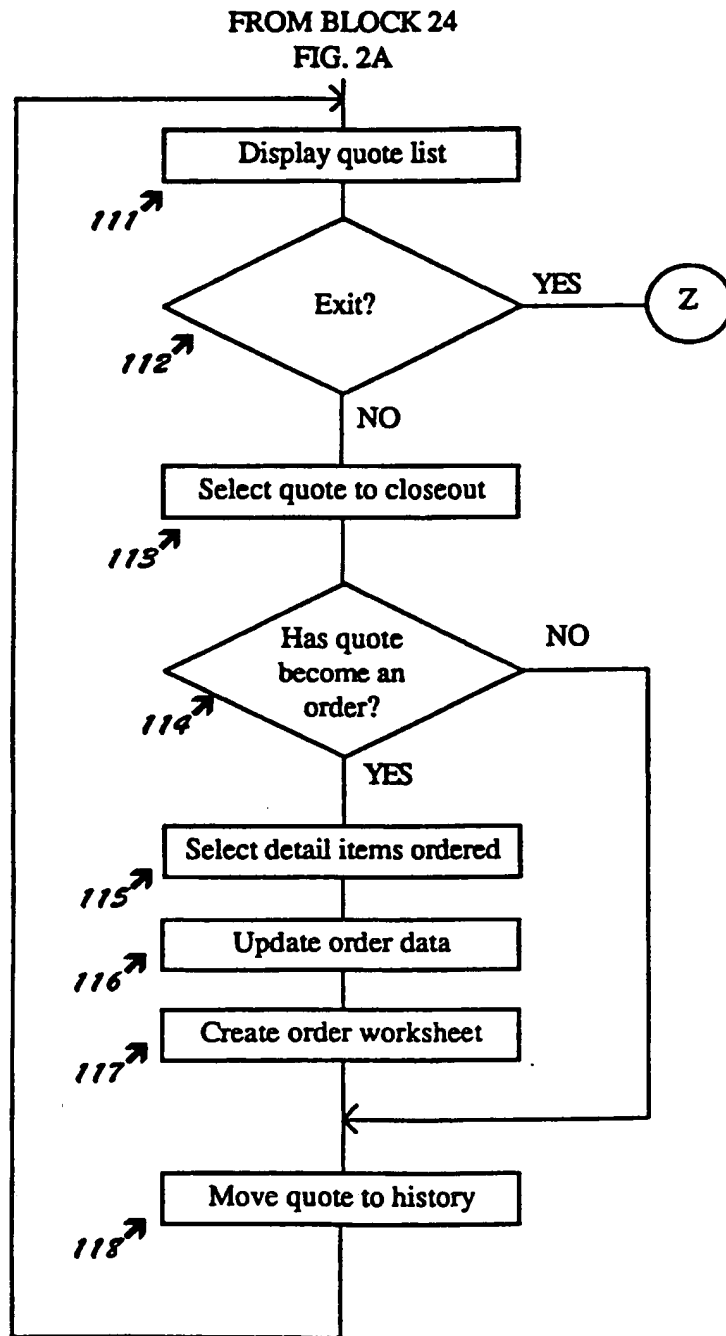 FROM BLOCK 24
FIG. 2A
Display quote list
111
Exit?
YES
Z
112
NO
Select quote to closeout
113
Has quote
become an
order?
NO
114
YES
Select detail items ordered
115
Update order data
116
Create order worksheet
117
Move quote to history
118